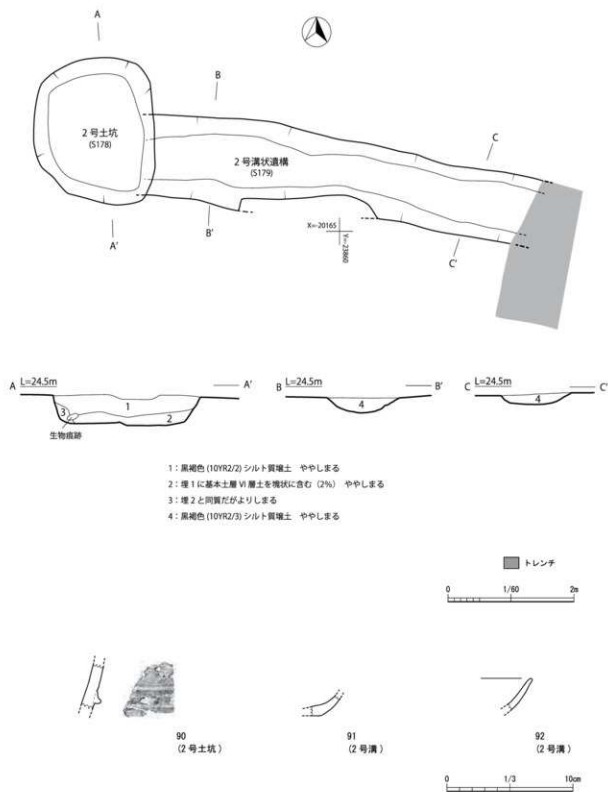 A
B
C
2号土坑
(S178)
2号溝状遺構
(S179)
A'
B'
X=-20165
Y=-23860
C'
A L=24.5m A'
B L=24.5m B'
C L=24.5m C'
1
2
3
4
4
生物痕跡
1：黒褐色 (10YR2/2) シルト質壌土　ややしまる
2：埋1に基本土層 VI 層土を塊状に含む（2%）　ややしまる
3：埋2と同質だがよりしまる
4：黒褐色 (10YR2/3) シルト質壌土　ややしまる
トレンチ
0 1/60 2m
90
(2号土坑)
91
(2号溝)
92
(2号溝)
0 1/3 10cm